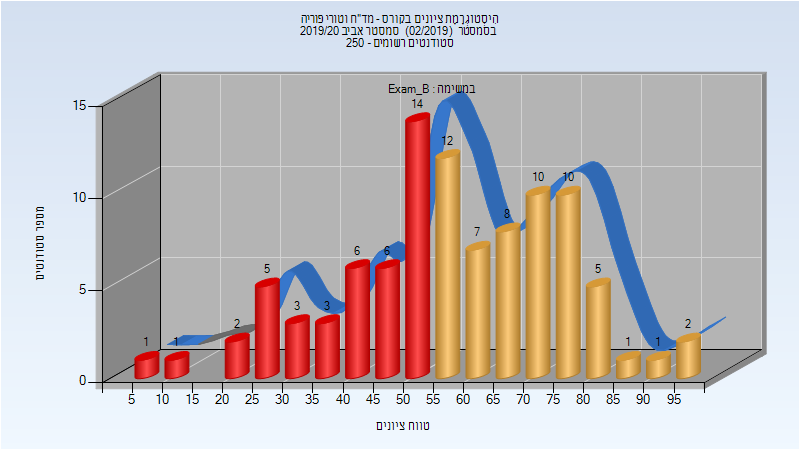 היסטוגרמת ציונים בקורס - מד"ח וטורי פוריה
בסמסטר (02/2019) סמסטר אביב 2019/20
סטודנטים רשומים - 250
במשימה : Exam_B
15
10
5
0
מספר סטודנטים
1 1 2 5 3 3 6 6 14 12 7 8 10 10 5 1 1 2
5 10 15 20 25 30 35 40 45 50 55 60 65 70 75 80 85 90 95
טווח ציונים